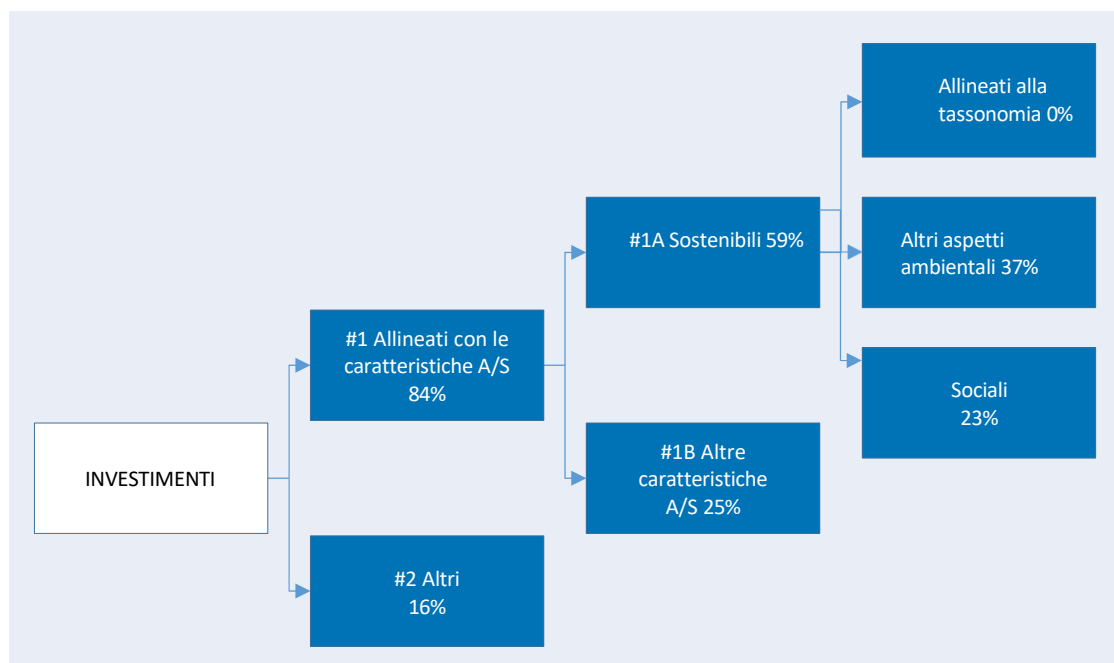 Allineati alla
tassonomia 0%
#1A Sostenibili 59%
Altri aspetti
ambientali 37%
#1 Allineati con le
caratteristiche A/S
84%
Sociali
23%
INVESTIMENTI
#1B Altre
caratteristiche
A/S 25%
#2 Altri
16%